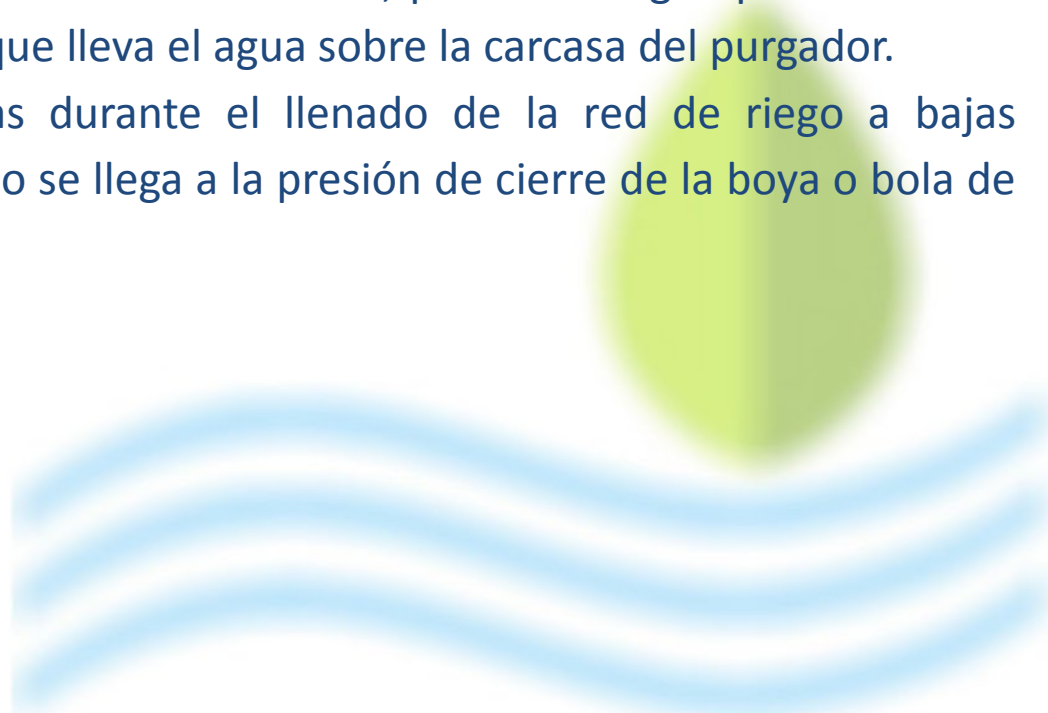 que lleva el agua sobre la carcasa del purgador.
durante el llenado de la red de riego a bajas
se llega a la presión de cierre de la boya o bola de